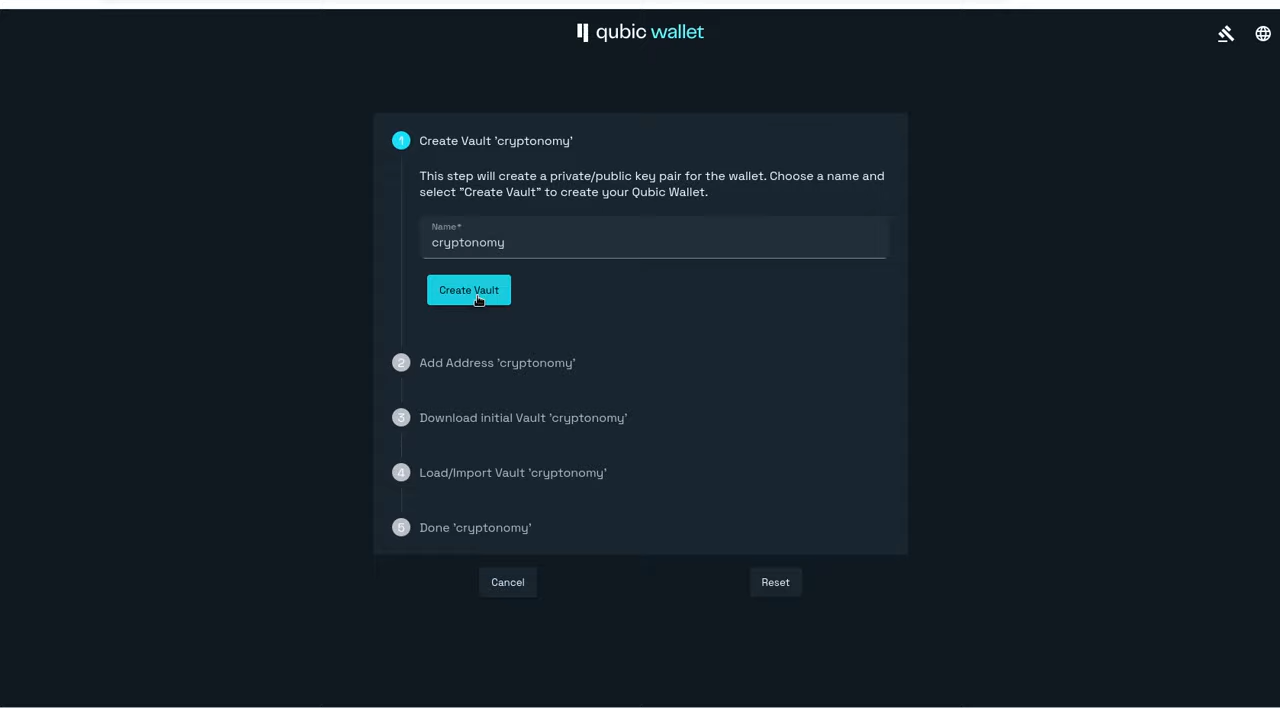 qubic wallet
1 Create Vault 'cryptonomy'
This step will create a private/public key pair for the wallet. Choose a name and
select "Create Vault" to create your Qubic Wallet.
Name*
cryptonomy
Create Vault
2 Add Address 'cryptonomy'
3 Download initial Vault 'cryptonomy'
4 Load/Import Vault 'cryptonomy'
5 Done 'cryptonomy'
Cancel Reset